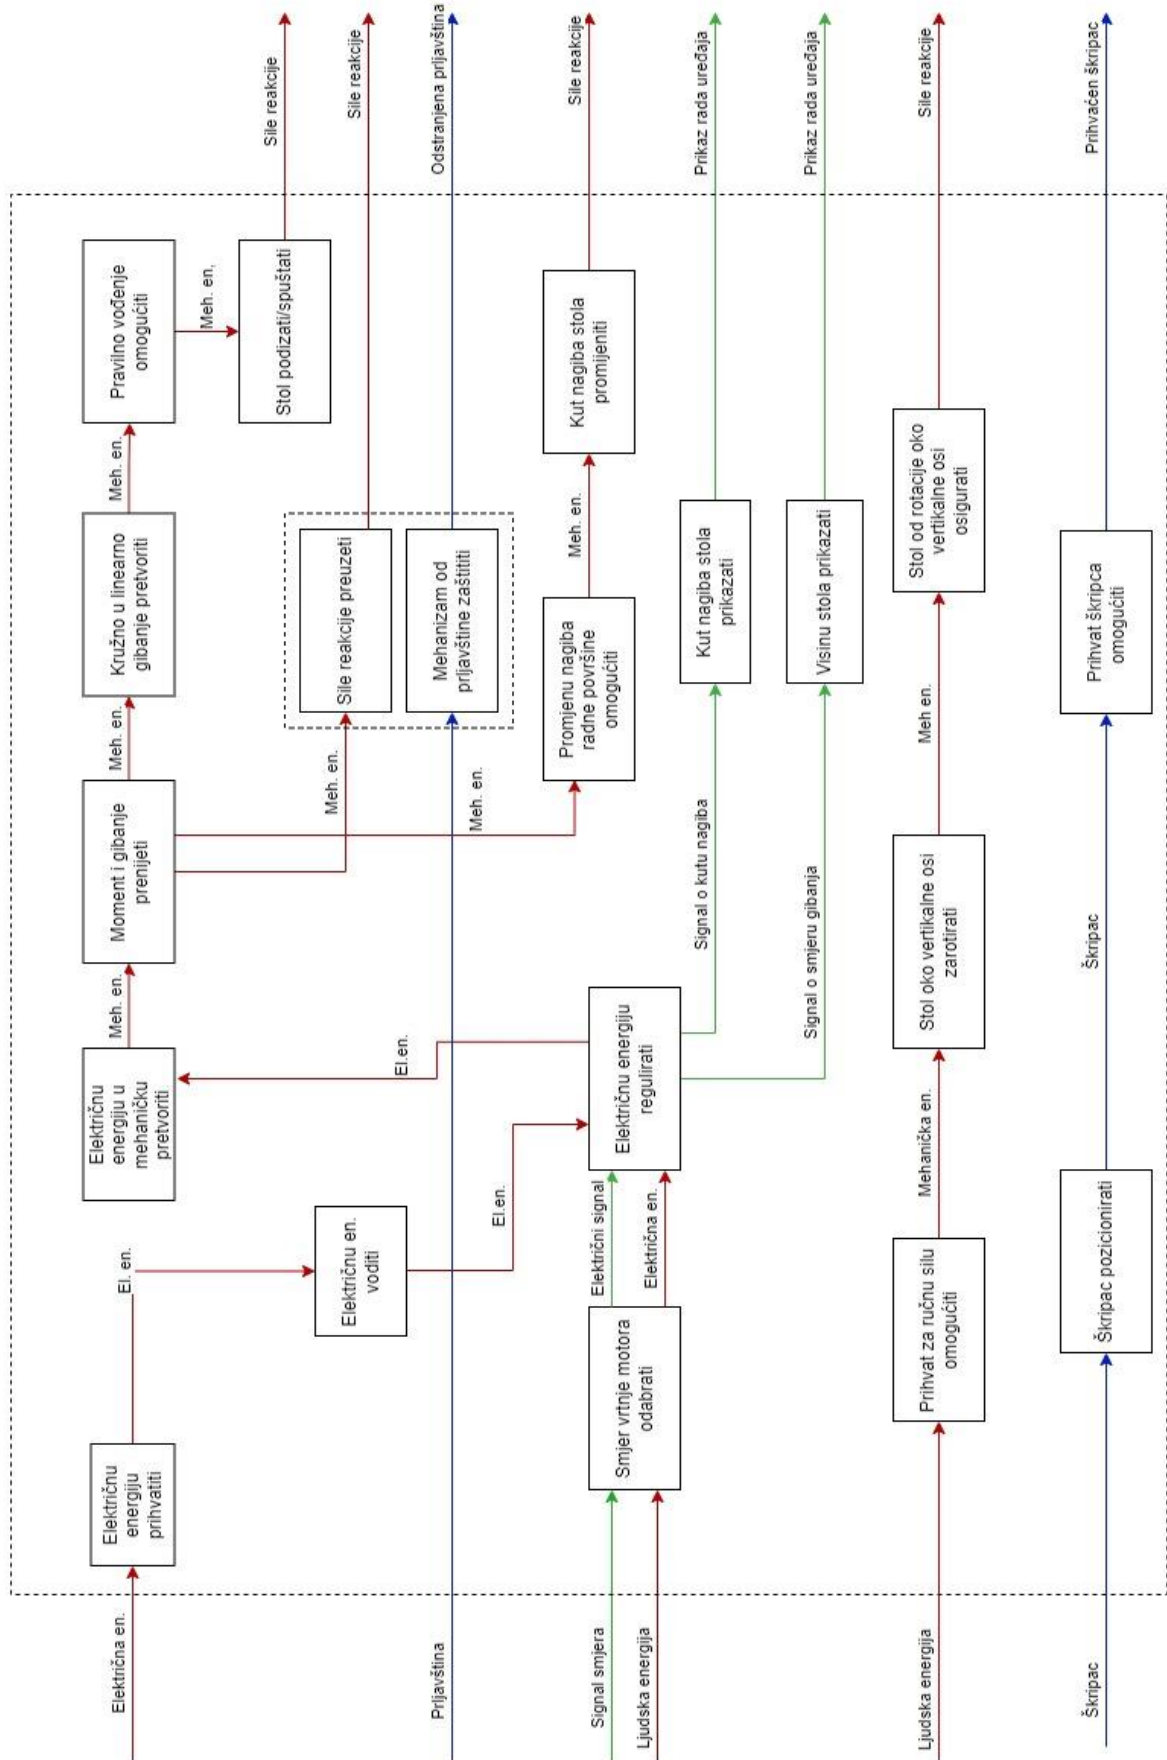 Električna en.
Električnu
energiju
prihvatiti
El. en.
Električnu en.
voditi
El.en.
Električnu
energiju u
mehaničku
pretvoriti
Meh. en.
Moment i gibanje
prenijeti
Meh. en.
Kružno u linearno
gibanje pretvoriti
Meh. en.
Pravilno vođenje
omogućiti
Meh. en,
Stol podizati/spuštati
Sile reakcije
Meh. en.
Sile reakcije preuzeti
Sile reakcije
Prljavština
Mehanizam od
prljavštine zaštititi
Odstranjena prljavština
El.en.
Meh. en.
Promjenu nagiba
radne površine
omogućiti
Meh. en.
Kut nagiba stola
promijeniti
Sile reakcije
Signal smjera
Ljudska energija
Smjer vrtnje motora
odabrati
Električni signal
Električna en.
Električnu energiju
regulirati
Signal o kutu nagiba
Kut nagiba stola
prikazati
Prikaz rada uređaja
Signal o smjeru gibanja
Visinu stola prikazati
Prikaz rada uređaja
Ljudska energija
Prihvat za ručnu silu
omogućiti
Mehanička en.
Stol oko vertikalne osi
zarotirati
Meh en.
Stol od rotacije oko
vertikalne osi
osigurati
Sile reakcije
Škripac
Škripac pozicionirati
Škripac
Prihvat škripca
omogućiti
Prihvaćen škripac